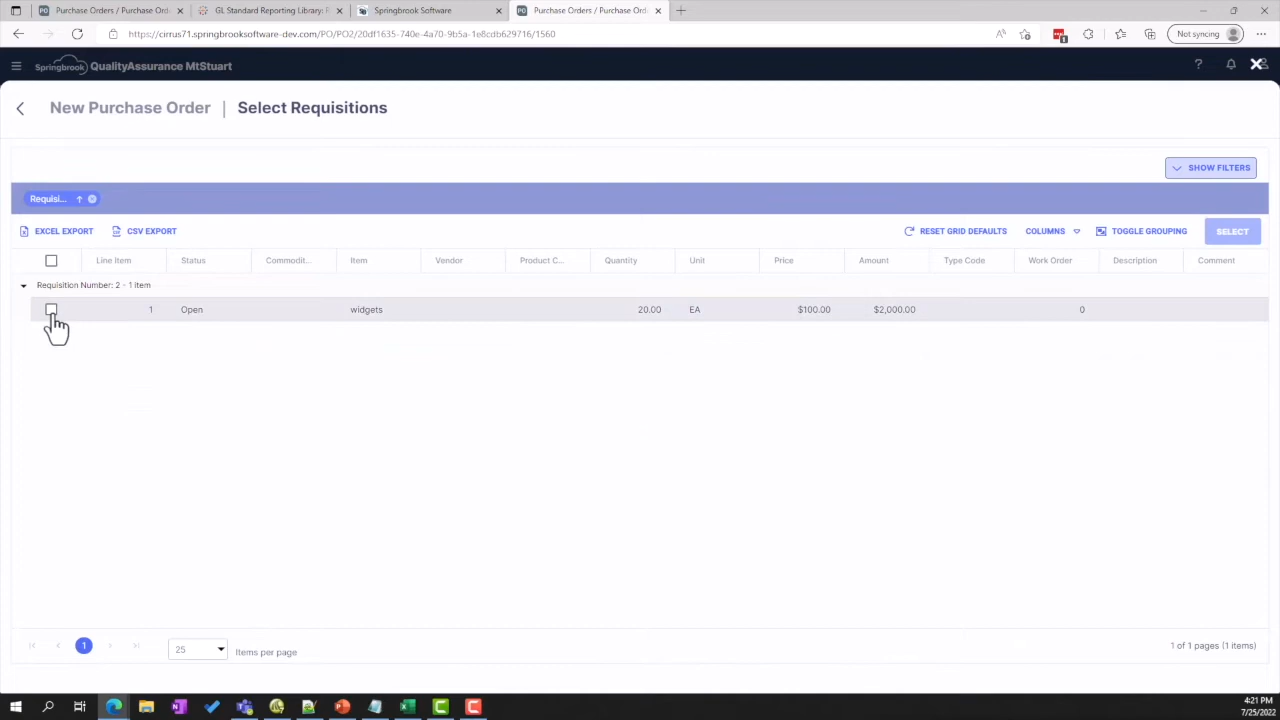 Purchase Orders / Purchase Ord
GL Standard Reporting Library: R
Springbrook Software
Purchase Orders / Purchase Orde
https://cirrus71.springbrooksoftware-dev.com/PO/PO2/20df1635-740e-4a70-9b5a-1e8cdb629716/1560
Not syncing
Springbrook QualityAssurance MtStuart
New Purchase Order | Select Requisitions
SHOW FILTERS
Requisi... ↑
EXCEL EXPORT CSV EXPORT RESET GRID DEFAULTS COLUMNS TOGGLE GROUPING SELECT
Line Item Status Commodit... Item Vendor Product C... Quantity Unit Price Amount Type Code Work Order Description Comment
Requisition Number: 2 - 1 item
1 Open widgets 20.00 EA $100.00 $2,000.00 0
1 25 Items per page 1 of 1 pages (1 items)
4:21 PM
7/25/2022